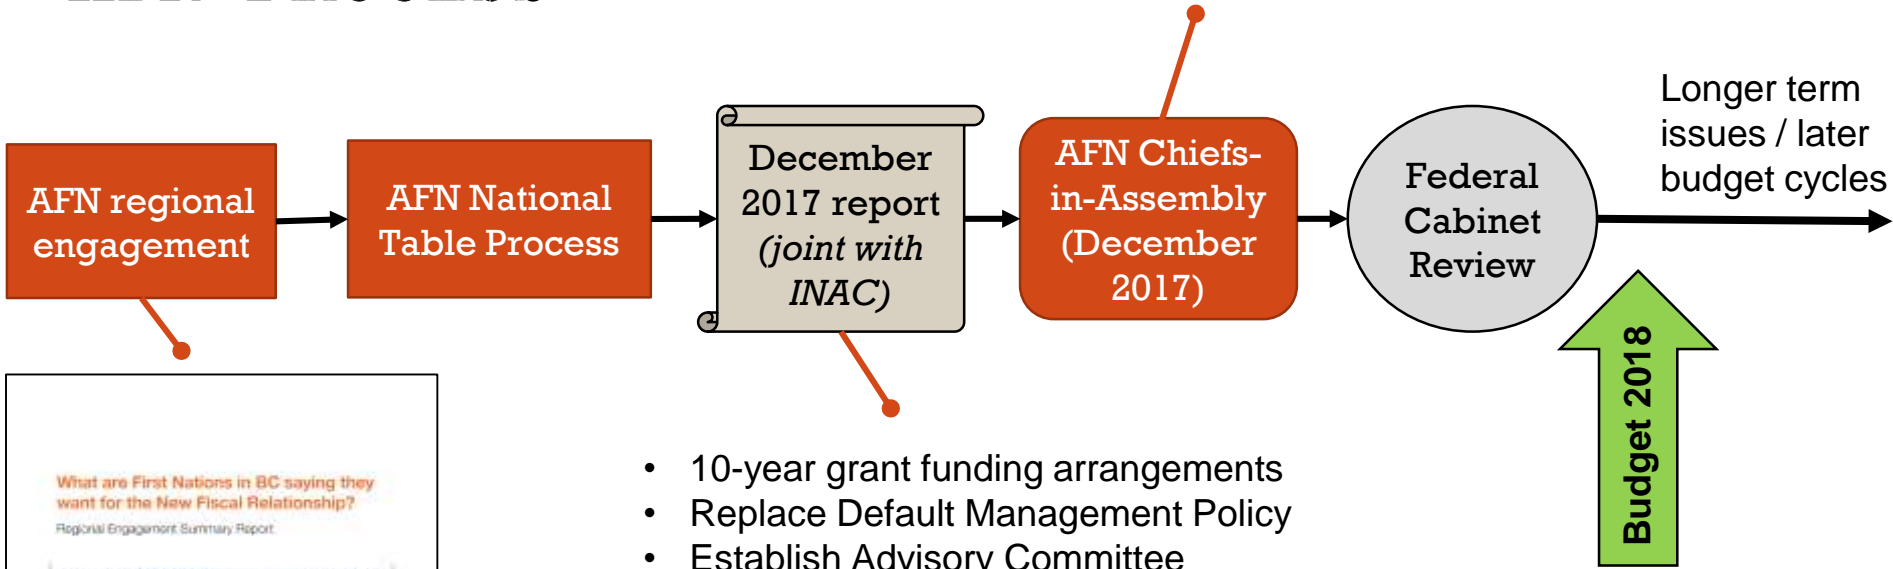 AFN regional
engagement
AFN National
Table Process
December
2017 report
(joint with
INAC)
AFN Chiefs-
in-Assembly
(December
2017)
Federal
Cabinet
Review
Longer term
issues / later
budget cycles
Budget 2018
What are First Nations in BC saying they
want for the New Fiscal Relationship?
Regional Engagement Summary Report
• 10-year grant funding arrangements
• Replace Default Management Policy
• Establish Advisory Committee